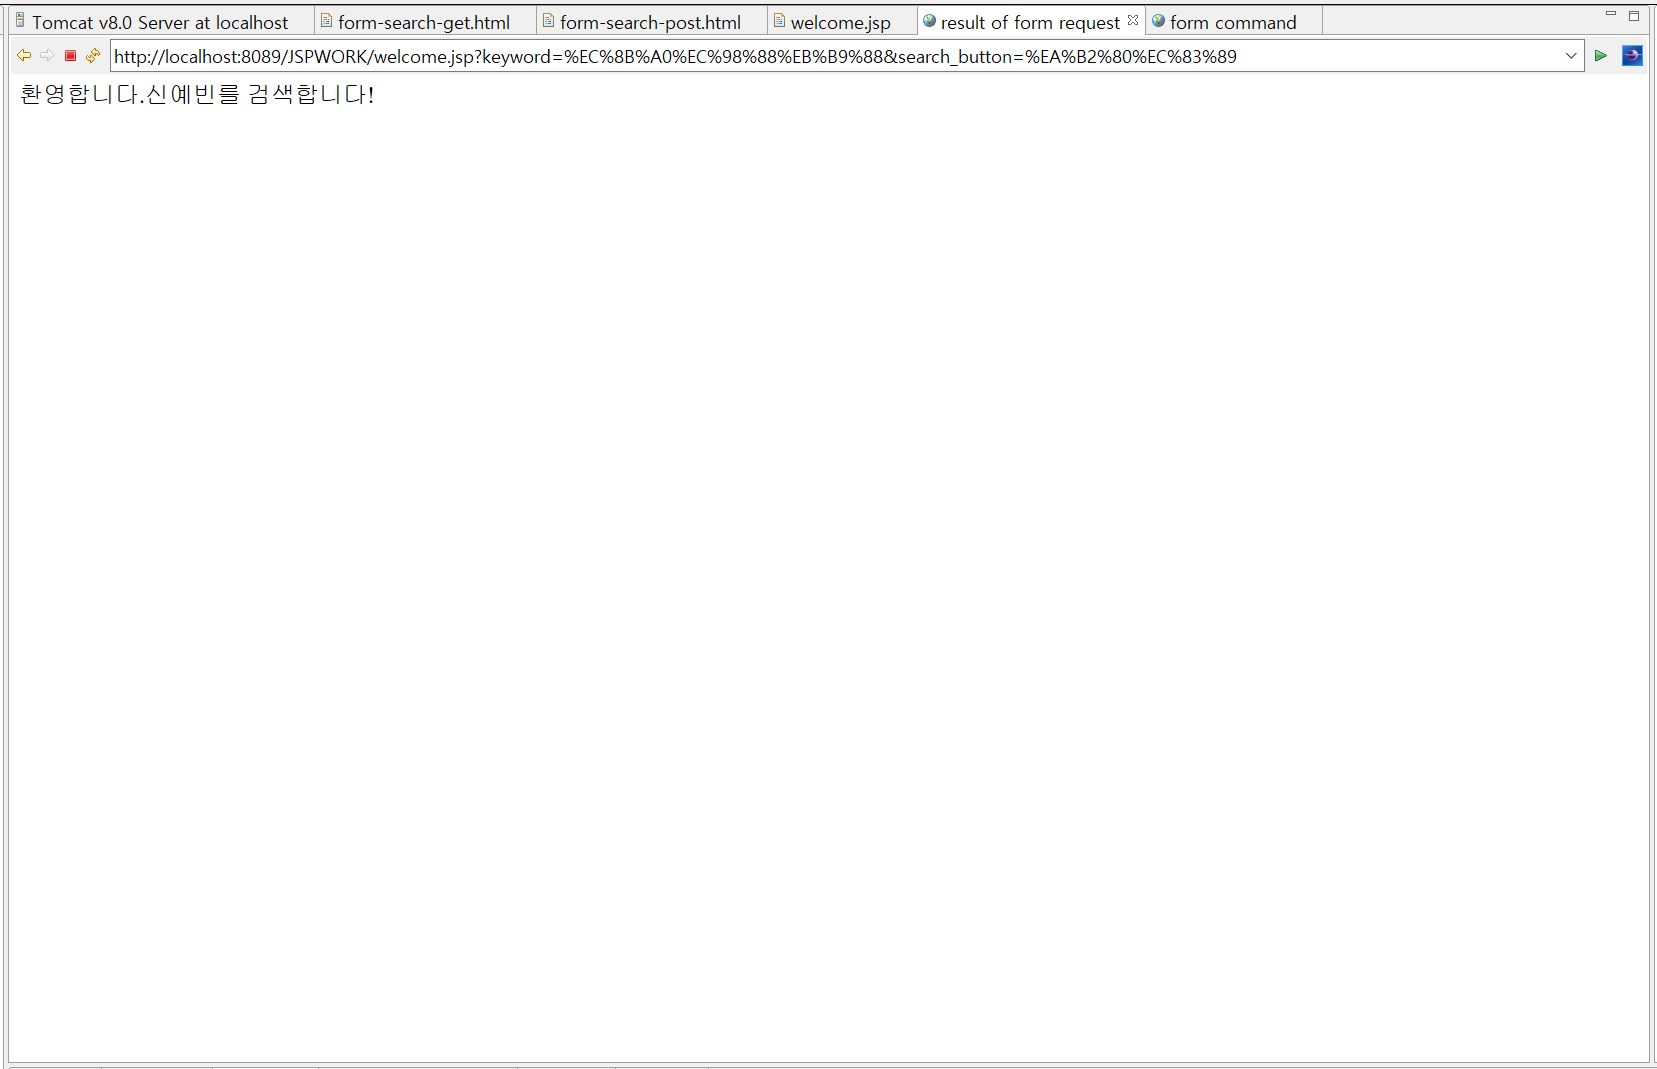 Tomcat v8.0 Server at localhost form-search-get.html form-search-post.html welcome.jsp result of form request form command
http://localhost:8089/JSPWORK/welcome.jsp?keyword=%EC%8B%A0%EC%98%88%EB%B9%88&search_button=%EA%B2%80%EC%83%89
환영합니다.신예빈를 검색합니다!